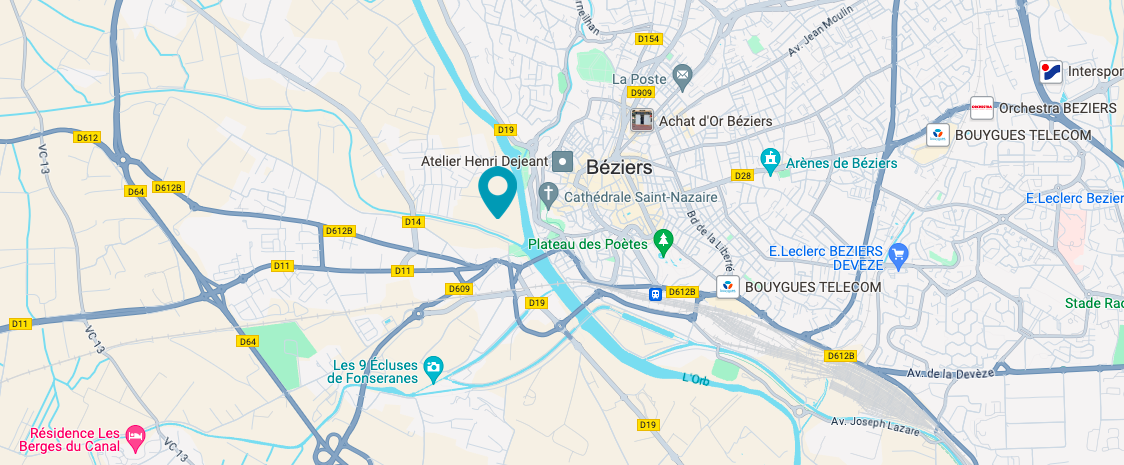 erneilhan
D154
Av. Jean Moulin
La Poste
Interspor
D909
Orchestra BEZIERS
Achat d'Or Béziers
D19
BOUYGUES TELECOM
D612
VC 13
Atelier Henri Dejeant
Béziers
Arènes de Béziers
D28
D64
D612B
Cathédrale Saint-Nazaire
E.Leclerc Bezier
D14
Bd de la Liberté
D612B
Plateau des Poètes
E.Leclerc BEZIERS
DEVÈZE
D11
D11
D609
D612B
BOUYGUES TELECOM
D19
Stade Rao
D11
VC 13
D64
D612B
Les 9 Écluses
de Fonseranes
L'Orb
Av. de la Devèze
D19
Av. Joseph Lazare
Résidence Les
Berges du Canal
VC 13